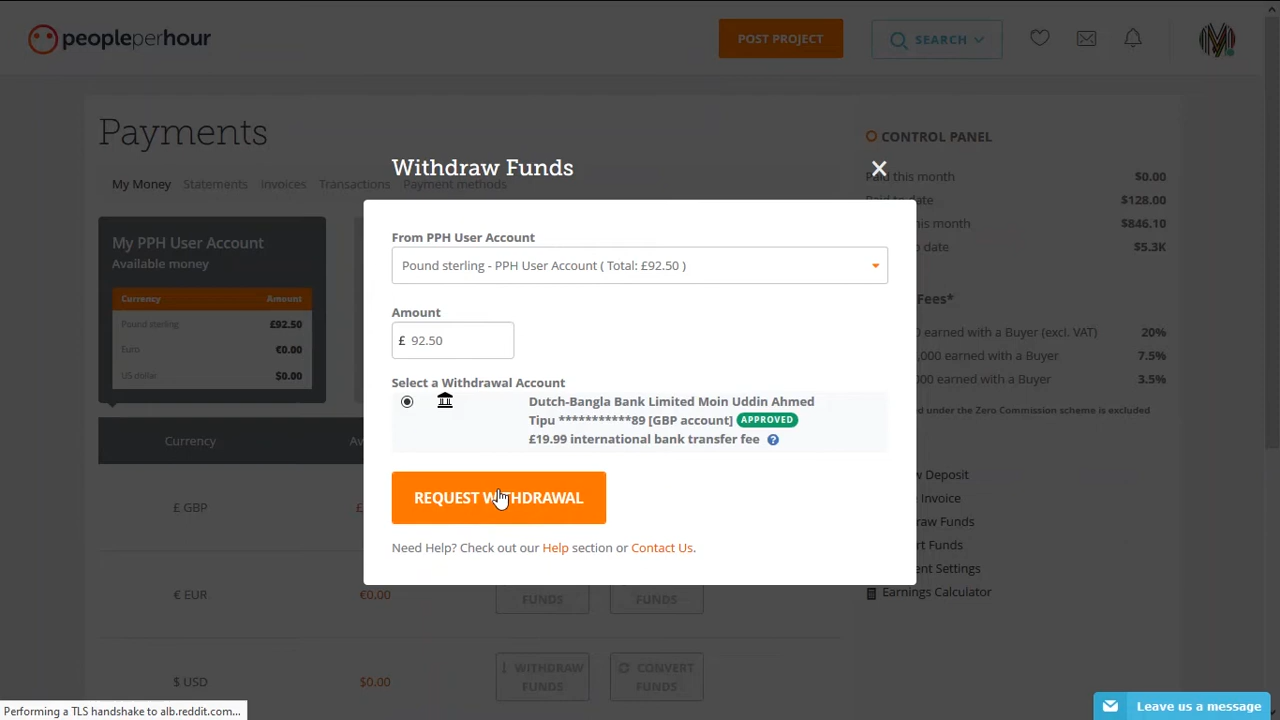 peopleperhour
POST PROJECT
SEARCH
Payments
My Money Statements Invoices Transactions Payment methods
My PPH User Account
Available money
Currency Amount
Pound sterling £92.50
Euro €0.00
US dollar $0.00
Currency
£ GBP
€ EUR €0.00 FUNDS FUNDS
$ USD $0.00 WITHDRAW FUNDS CONVERT FUNDS
Withdraw Funds
From PPH User Account
Pound sterling - PPH User Account ( Total: £92.50 )
Amount
£ 92.50
Select a Withdrawal Account
Dutch-Bangla Bank Limited Moin Uddin Ahmed
Tipu ***********89 [GBP account] APPROVED
£19.99 international bank transfer fee ?
REQUEST WITHDRAWAL
Need Help? Check out our Help section or Contact Us.
CONTROL PANEL
Paid this month $0.00
to date $128.00
this month $846.10
date $5.3K
Fees*
earned with a Buyer (excl. VAT) 20%
,000 earned with a Buyer 7.5%
000 earned with a Buyer 3.5%
under the Zero Commission scheme is excluded
Deposit
Invoice
Funds
Funds
Settings
Earnings Calculator
Performing a TLS handshake to alb.reddit.com...
Leave us a message